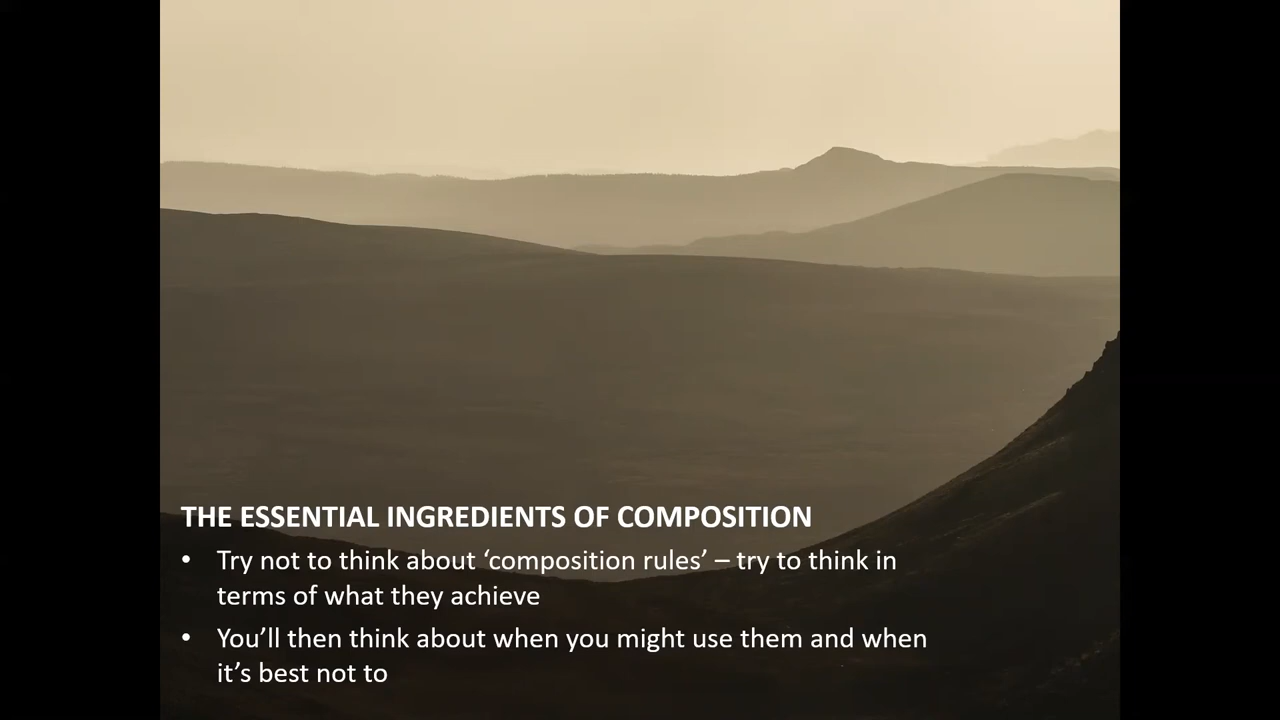 THE ESSENTIAL INGREDIENTS OF COMPOSITION
• Try not to think about ‘composition rules’ – try to think in
terms of what they achieve
• You’ll then think about when you might use them and when
it’s best not to